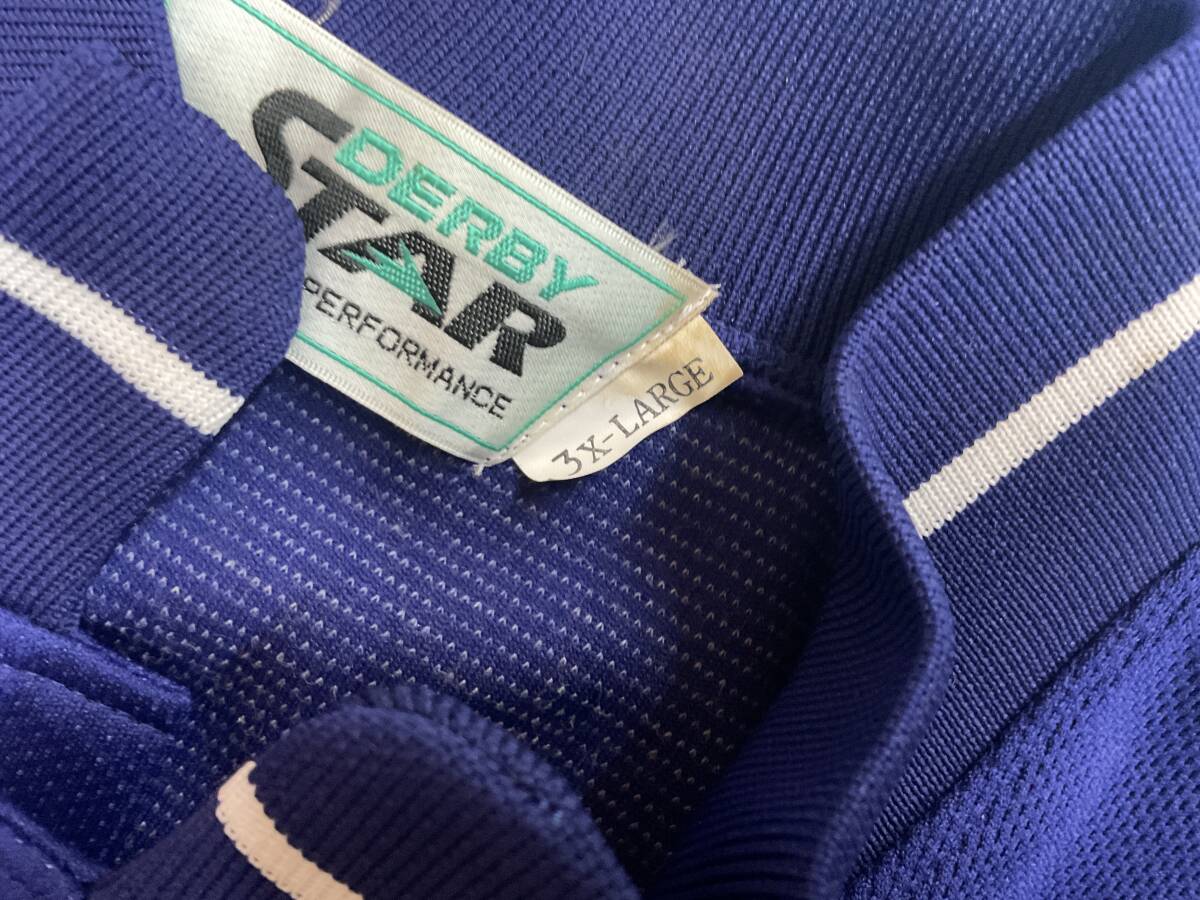 DERBY
STAR
PERFORMANCE
3X-LARGE